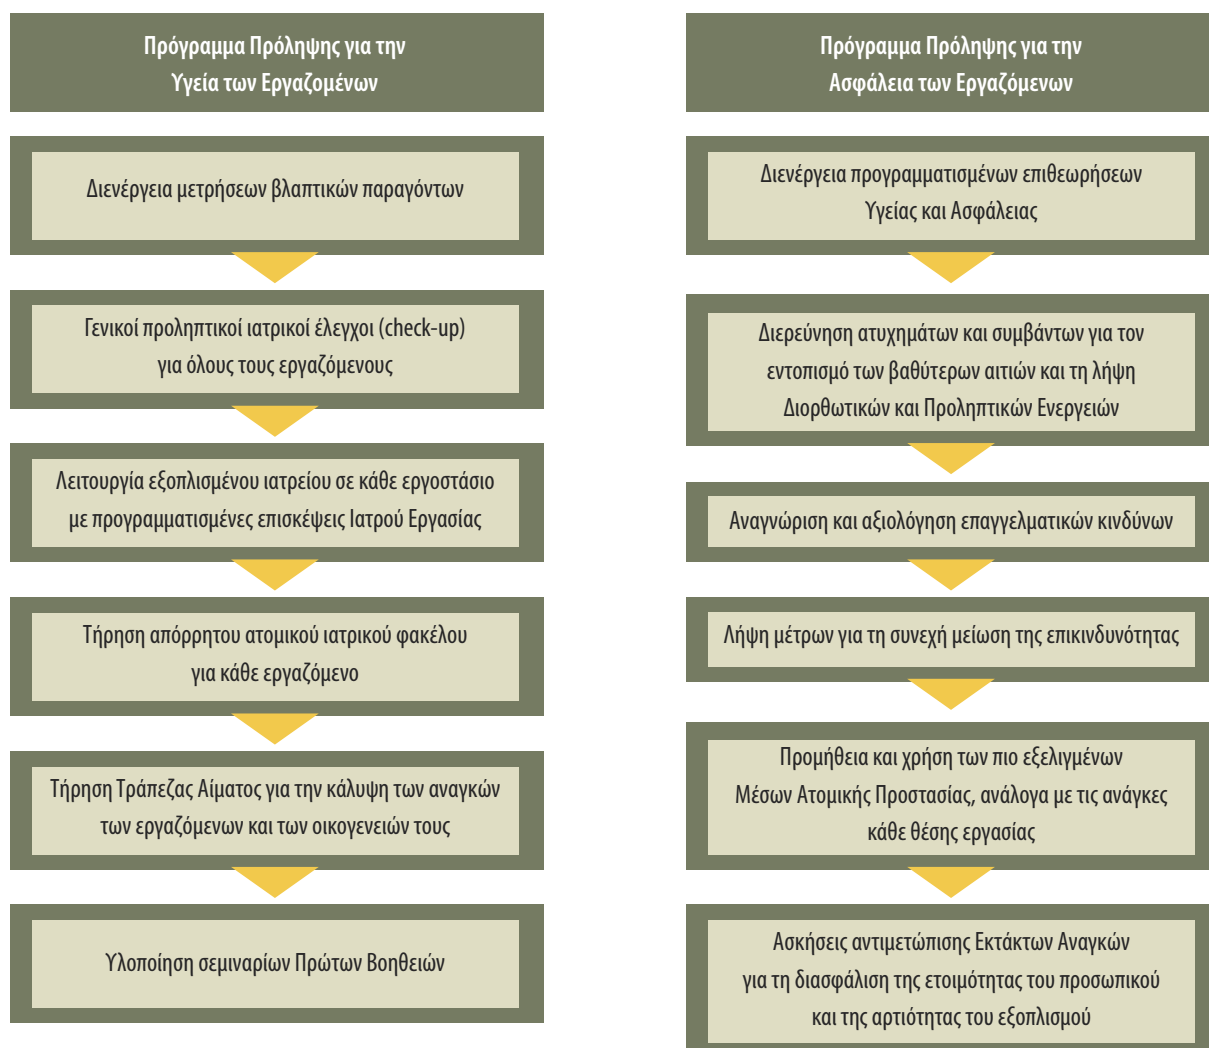 Πρόγραμμα Πρόληψης για την
Υγεία των Εργαζομένων
Διενέργεια μετρήσεων βλαπτικών παραγόντων
Γενικοί προληπτικοί ιατρικοί έλεγχοι (check-up)
για όλους τους εργαζόμενους
Λειτουργία εξοπλισμένου ιατρείου σε κάθε εργοστάσιο
με προγραμματισμένες επισκέψεις Ιατρού Εργασίας
Τήρηση απόρρητου ατομικού ιατρικού φακέλου
για κάθε εργαζόμενο
Τήρηση Τράπεζας Αίματος για την κάλυψη των αναγκών
των εργαζόμενων και των οικογενειών τους
Υλοποίηση σεμιναρίων Πρώτων Βοηθειών
Πρόγραμμα Πρόληψης για την
Ασφάλεια των Εργαζόμενων
Διενέργεια προγραμματισμένων επιθεωρήσεων
Υγείας και Ασφάλειας
Διερεύνηση ατυχημάτων και συμβάντων για τον
εντοπισμό των βαθύτερων αιτιών και τη λήψη
Διορθωτικών και Προληπτικών Ενεργειών
Αναγνώριση και αξιολόγηση επαγγελματικών κινδύνων
Λήψη μέτρων για τη συνεχή μείωση της επικινδυνότητας
Προμήθεια και χρήση των πιο εξελιγμένων
Μέσων Ατομικής Προστασίας, ανάλογα με τις ανάγκες
κάθε θέσης εργασίας
Ασκήσεις αντιμετώπισης Εκτάκτων Αναγκών
για τη διασφάλιση της ετοιμότητας του προσωπικού
και της αρτιότητας του εξοπλισμού